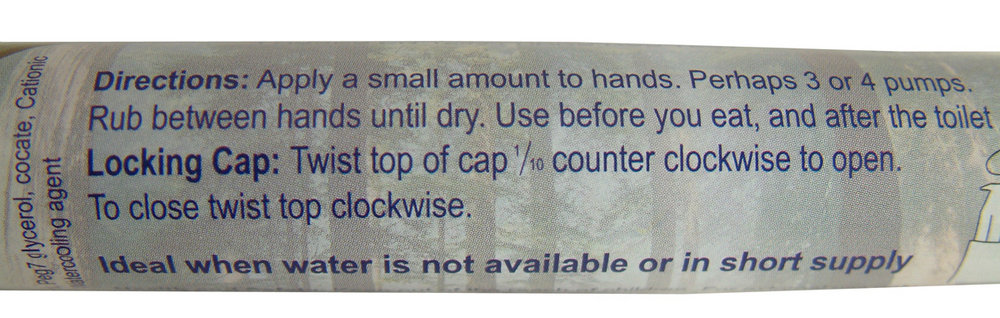 Directions: Apply a small amount to hands. Perhaps 3 or 4 pumps.
Rub between hands until dry. Use before you eat, and after the toilet
Locking Cap: Twist top of cap 1/10 counter clockwise to open.
To close twist top clockwise.
Ideal when water is not available or in short supply
Peg7 glycerol, cocate, Cationic
agent